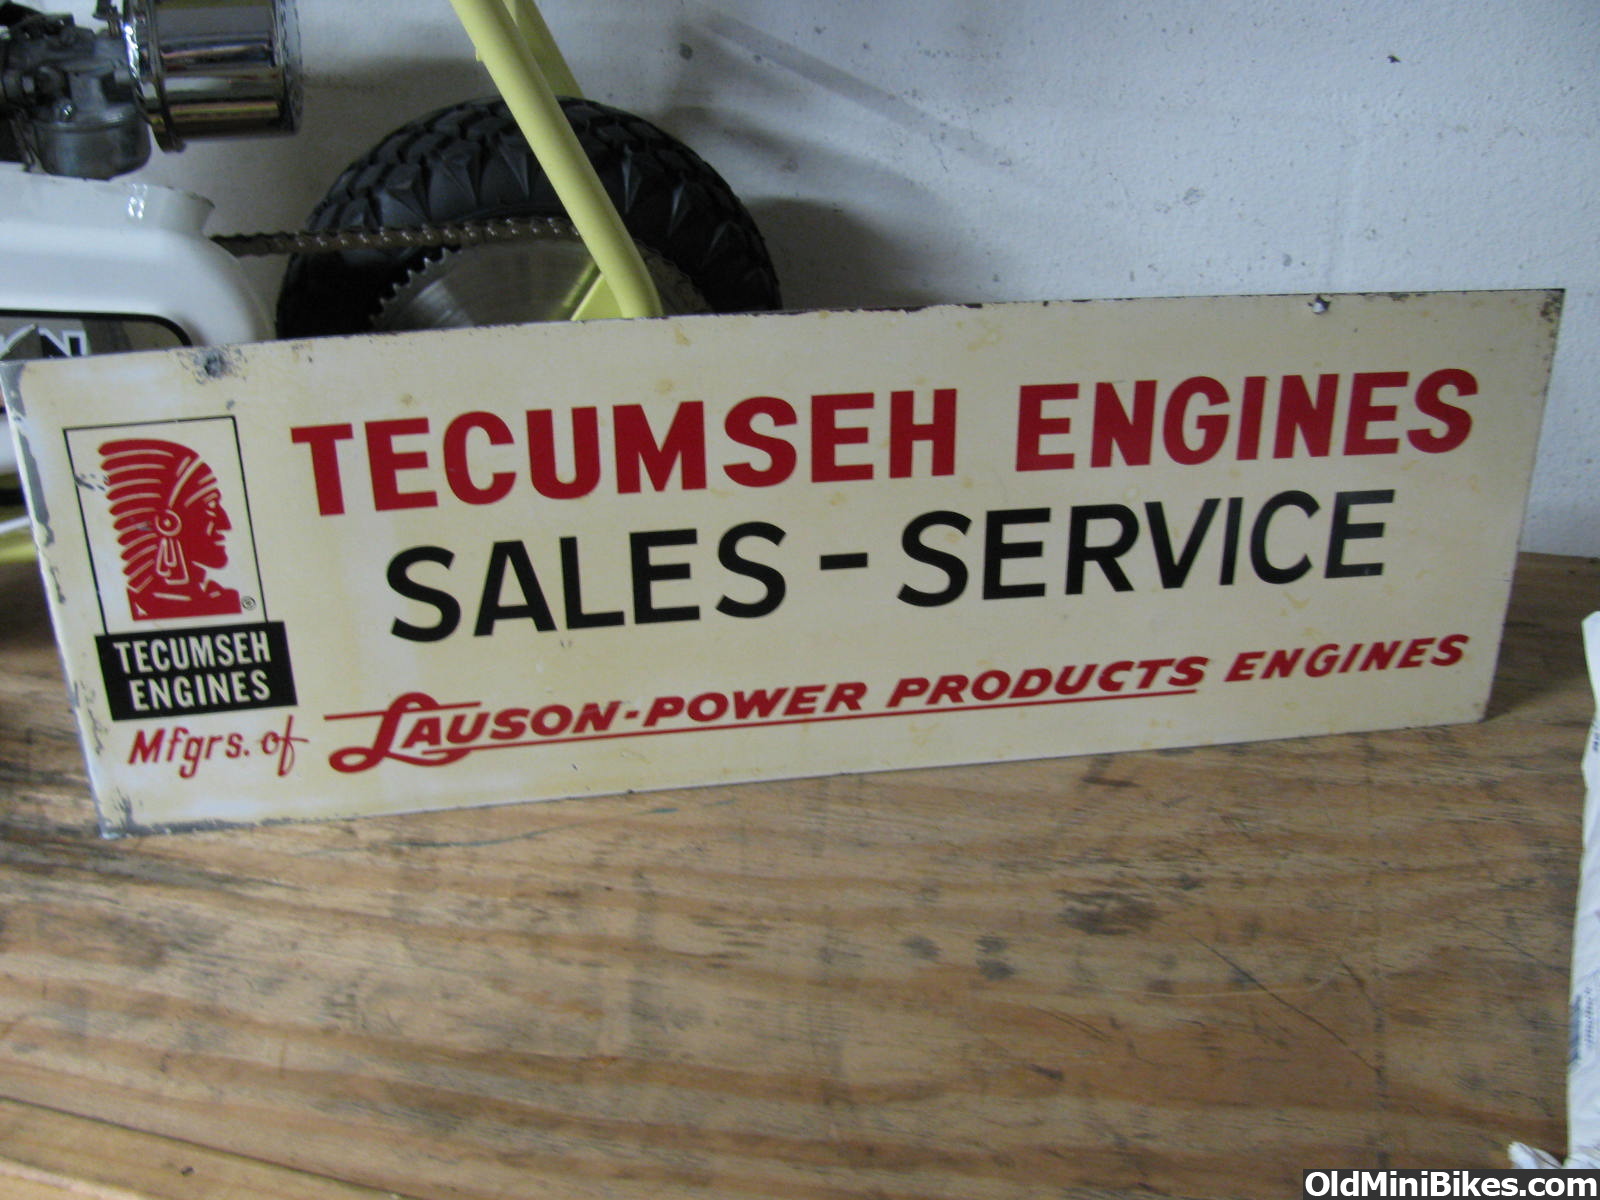 TECUMSEH ENGINES
SALES - SERVICE
®
TECUMSEH
ENGINES
Mfgrs. of LAUSON-POWER PRODUCTS ENGINES
OldMiniBikes.com